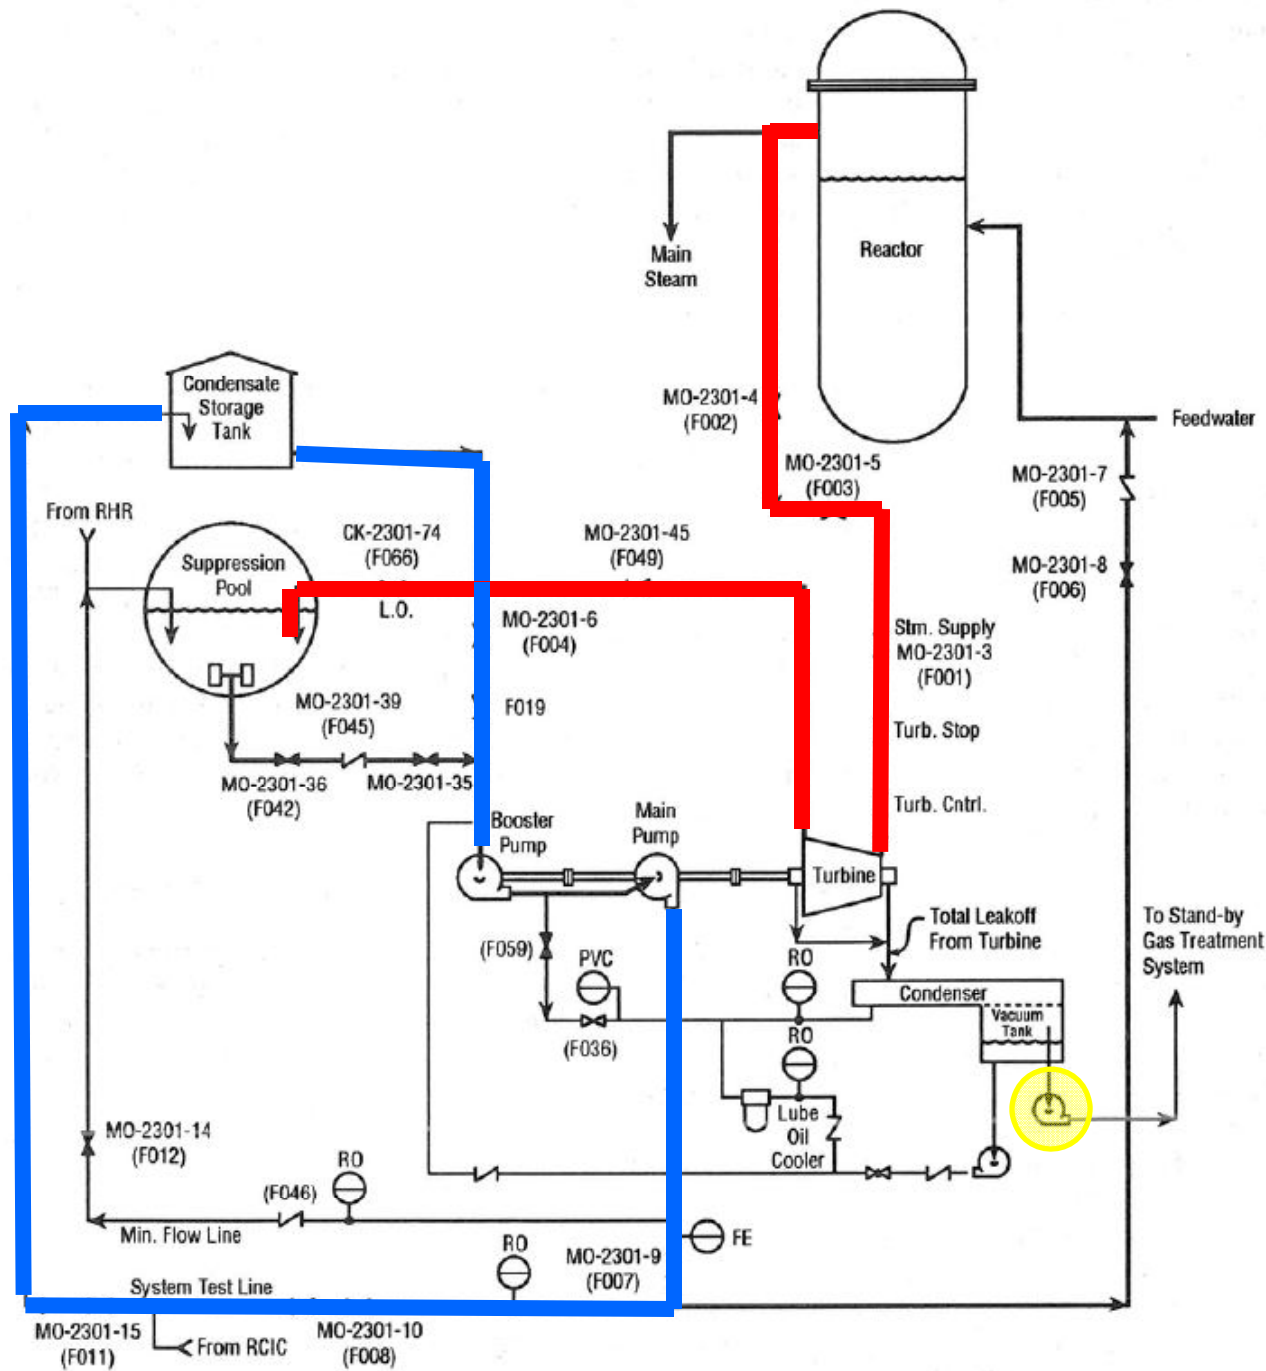 Reactor
Main
Steam
Condensate
Storage
Tank
MO-2301-4
(F002)
Feedwater
MO-2301-5
(F003)
MO-2301-7
(F005)
From RHR
CK-2301-74
(F066)
MO-2301-45
(F049)
Suppression
Pool
MO-2301-8
(F006)
L.O.
MO-2301-6
(F004)
Stm. Supply
MO-2301-3
(F001)
MO-2301-39
(F045)
F019
Turb. Stop
MO-2301-36
(F042)
MO-2301-35
Turb. Cntrl.
Booster
Pump
Main
Pump
Turbine
Total Leakoff
From Turbine
To Stand-by
Gas Treatment
System
(F059)
PVC
RO
Condenser
Vacuum
Tank
(F036)
RO
Lube
Oil
Cooler
MO-2301-14
(F012)
RO
(F046)
Min. Flow Line
FE
RO
MO-2301-9
(F007)
System Test Line
MO-2301-15
(F011)
From RCIC
MO-2301-10
(F008)